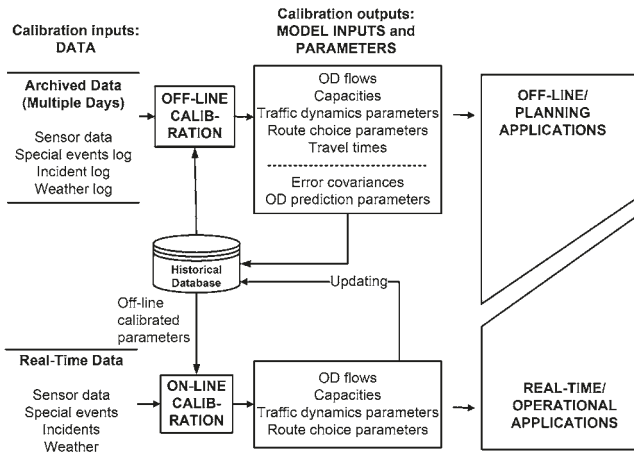 Calibration inputs:
DATA
Calibration outputs:
MODEL INPUTS and
PARAMETERS
Archived Data
(Multiple Days)
Sensor data
Special events log
Incident log
Weather log
OFF-LINE
CALIB-
RATION
OD flows
Capacities
Traffic dynamics parameters
Route choice parameters
Travel times
Error covariances
OD prediction parameters
OFF-LINE/
PLANNING
APPLICATIONS
Historical
Database
Updating
Off-line
calibrated
parameters
Real-Time Data
Sensor data
Special events
Incidents
Weather
ON-LINE
CALIB-
RATION
OD flows
Capacities
Traffic dynamics parameters
Route choice parameters
REAL-TIME/
OPERATIONAL
APPLICATIONS